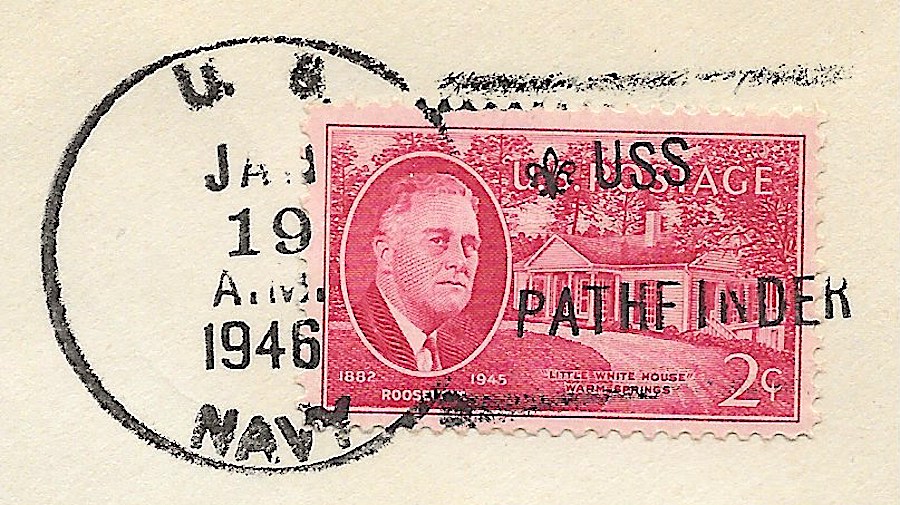 U. S.
JAN
19
A.M.
1946
NAVY
USS
PATHFINDER
U.S. POSTAGE
1882 1945
ROOSEVELT
"LITTLE WHITE HOUSE"
WARM SPRINGS
2¢